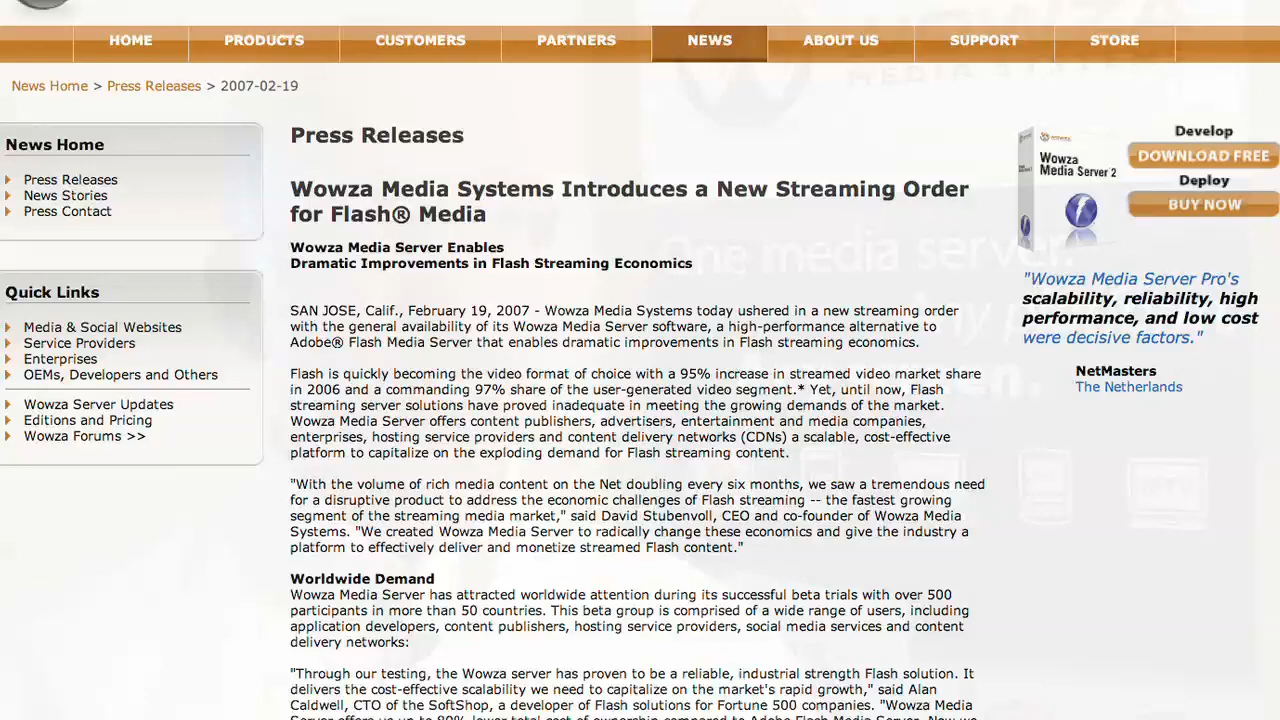 HOME PRODUCTS CUSTOMERS PARTNERS NEWS ABOUT US SUPPORT STORE
News Home > Press Releases > 2007-02-19
News Home
Press Releases
News Stories
Press Contact
Quick Links
Media & Social Websites
Service Providers
Enterprises
OEMs, Developers and Others
Wowza Server Updates
Editions and Pricing
Wowza Forums >>
Press Releases
Wowza Media Systems Introduces a New Streaming Order
for Flash® Media
Wowza Media Server Enables
Dramatic Improvements in Flash Streaming Economics
SAN JOSE, Calif., February 19, 2007 - Wowza Media Systems today ushered in a new streaming order
with the general availability of its Wowza Media Server software, a high-performance alternative to
Adobe® Flash Media Server that enables dramatic improvements in Flash streaming economics.
Flash is quickly becoming the video format of choice with a 95% increase in streamed video market share
in 2006 and a commanding 97% share of the user-generated video segment.* Yet, until now, Flash
streaming server solutions have proved inadequate in meeting the growing demands of the market.
Wowza Media Server offers content publishers, advertisers, entertainment and media companies,
enterprises, hosting service providers and content delivery networks (CDNs) a scalable, cost-effective
platform to capitalize on the exploding demand for Flash streaming content.
"With the volume of rich media content on the Net doubling every six months, we saw a tremendous need
for a disruptive product to address the economic challenges of Flash streaming -- the fastest growing
segment of the streaming media market," said David Stubenvoll, CEO and co-founder of Wowza Media
Systems. "We created Wowza Media Server to radically change these economics and give the industry a
platform to effectively deliver and monetize streamed Flash content."
Worldwide Demand
Wowza Media Server has attracted worldwide attention during its successful beta trials with over 500
participants in more than 50 countries. This beta group is comprised of a wide range of users, including
application developers, content publishers, hosting service providers, social media services and content
delivery networks:
"Through our testing, the Wowza server has proven to be a reliable, industrial strength Flash solution. It
delivers the cost-effective scalability we need to capitalize on the market's rapid growth," said Alan
Caldwell, CTO of the SoftShop, a developer of Flash solutions for Fortune 500 companies. "Wowza Media
Wowza
Media Server 2
Develop
DOWNLOAD FREE
Deploy
BUY NOW
"Wowza Media Server Pro's
scalability, reliability, high
performance, and low cost
were decisive factors."
NetMasters
The Netherlands
One media server.
MEDIA SYSTEMS